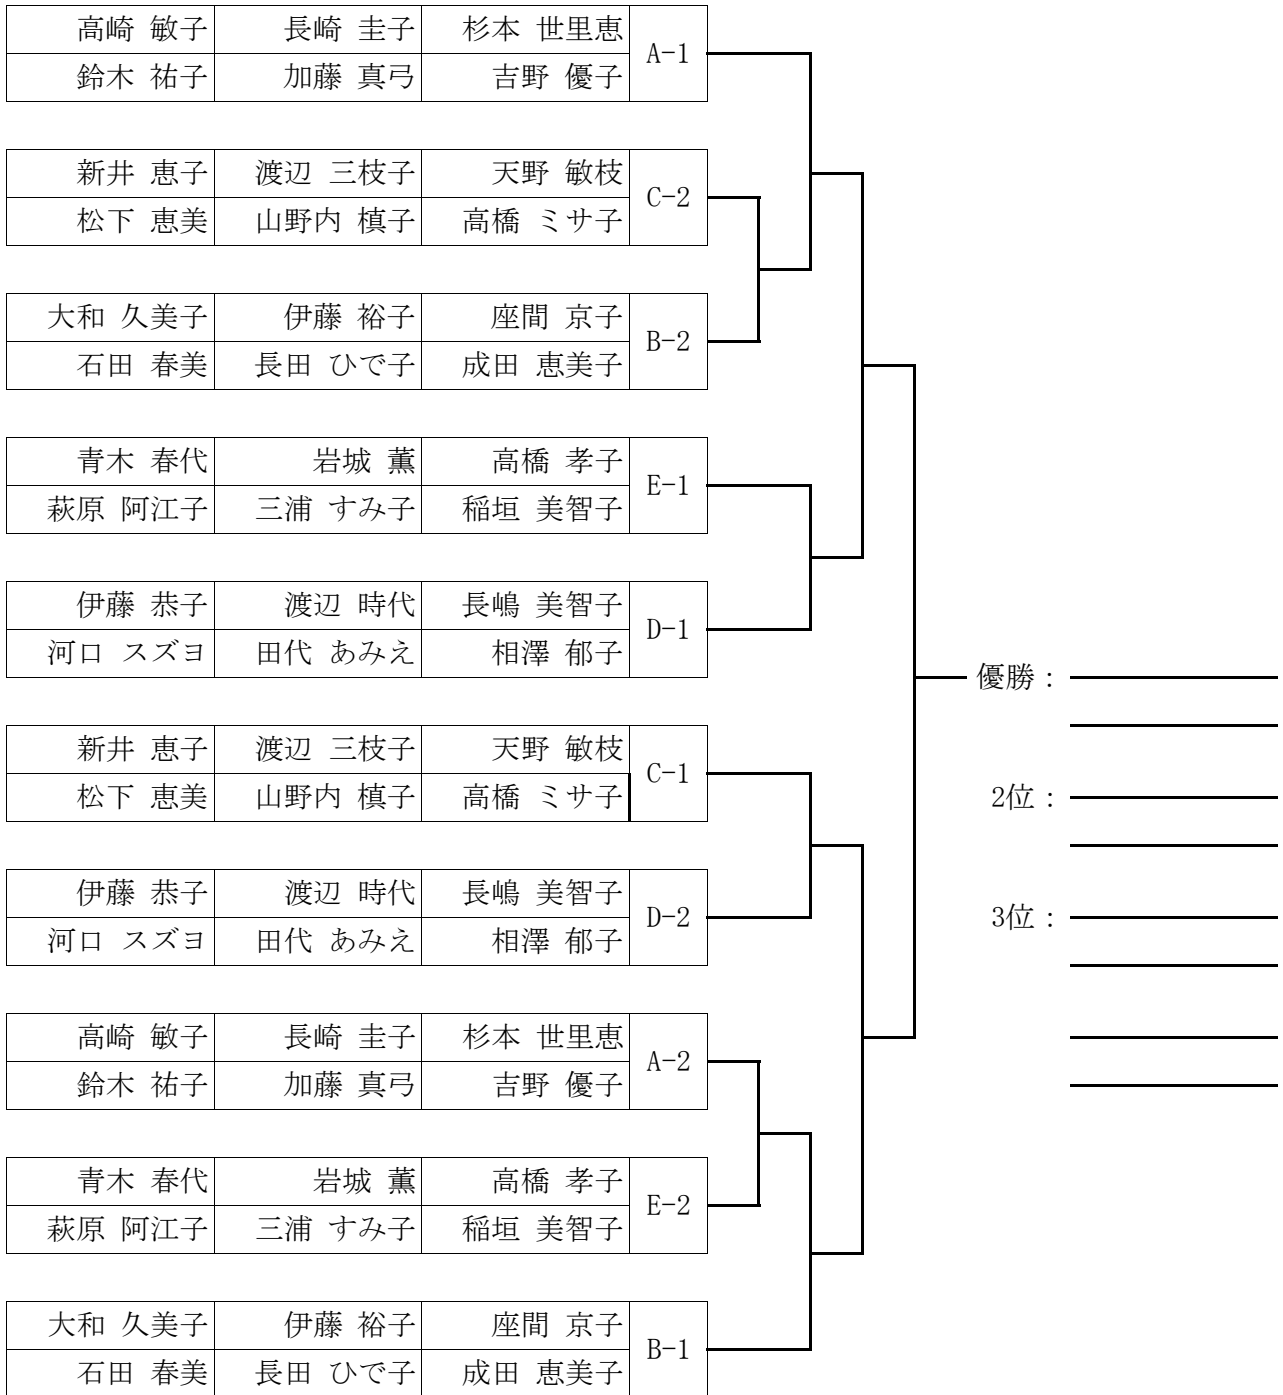 高崎 敏子 長崎 圭子 杉本 世里恵
A-1
鈴木 祐子 加藤 真弓 吉野 優子
新井 恵子 渡辺 三枝子 天野 敏枝
C-2
松下 恵美 山野内 槙子 高橋 ミサ子
大和 久美子 伊藤 裕子 座間 京子
B-2
石田 春美 長田 ひで子 成田 恵美子
青木 春代 岩城 薫 高橋 孝子
E-1
萩原 阿江子 三浦 すみ子 稲垣 美智子
伊藤 恭子 渡辺 時代 長嶋 美智子
D-1
河口 スズヨ 田代 あみえ 相澤 郁子
優勝：
新井 恵子 渡辺 三枝子 天野 敏枝
C-1
松下 恵美 山野内 槙子 高橋 ミサ子
2位：
伊藤 恭子 渡辺 時代 長嶋 美智子
D-2
3位：
河口 スズヨ 田代 あみえ 相澤 郁子
高崎 敏子 長崎 圭子 杉本 世里恵
A-2
鈴木 祐子 加藤 真弓 吉野 優子
青木 春代 岩城 薫 高橋 孝子
E-2
萩原 阿江子 三浦 すみ子 稲垣 美智子
大和 久美子 伊藤 裕子 座間 京子
B-1
石田 春美 長田 ひで子 成田 恵美子